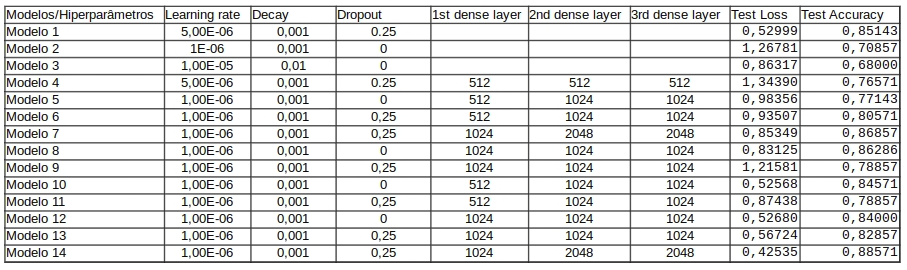 Modelos/Hiperparâmetros Learning rate Decay Dropout 1st dense layer 2nd dense layer 3rd dense layer Test Loss Test Accuracy
Modelo 1 5,00E-06 0,001 0.25 0,52999 0,85143
Modelo 2 1E-06 0,001 0 1,26781 0,70857
Modelo 3 1,00E-05 0,01 0 0,86317 0,68000
Modelo 4 5,00E-06 0,001 0.25 512 512 512 1,34390 0,76571
Modelo 5 1,00E-06 0,001 0 512 1024 1024 0,98356 0,77143
Modelo 6 1,00E-06 0,001 0,25 512 1024 1024 0,93507 0,80571
Modelo 7 1,00E-06 0,001 0,25 1024 2048 2048 0,85349 0,86857
Modelo 8 1,00E-06 0,001 0 1024 1024 1024 0,83125 0,86286
Modelo 9 1,00E-06 0,001 0,25 1024 1024 1024 1,21581 0,78857
Modelo 10 1,00E-06 0,001 0 512 1024 1024 0,52568 0,84571
Modelo 11 1,00E-06 0,001 0,25 512 1024 1024 0,87438 0,78857
Modelo 12 1,00E-06 0,001 0 1024 1024 1024 0,52680 0,84000
Modelo 13 1,00E-06 0,001 0,25 1024 1024 1024 0,56724 0,82857
Modelo 14 1,00E-06 0,001 0,25 1024 2048 2048 0,42535 0,88571